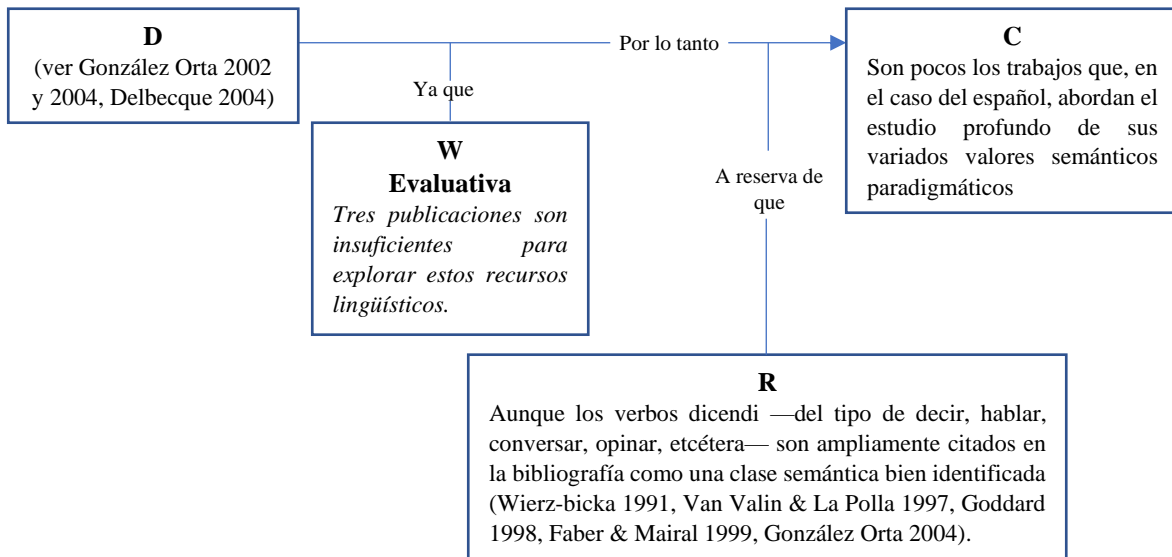 D
(ver González Orta 2002
y 2004, Delbecque 2004)
Por lo tanto
C
Son pocos los trabajos que, en
el caso del español, abordan el
estudio profundo de sus
variados valores semánticos
paradigmáticos
Ya que
W
Evaluativa
Tres publicaciones son
insuficientes para
explorar estos recursos
lingüísticos.
A reserva de
que
R
Aunque los verbos dicendi —del tipo de decir, hablar,
conversar, opinar, etcétera— son ampliamente citados en
la bibliografía como una clase semántica bien identificada
(Wierz-bicka 1991, Van Valin & La Polla 1997, Goddard
1998, Faber & Mairal 1999, González Orta 2004).